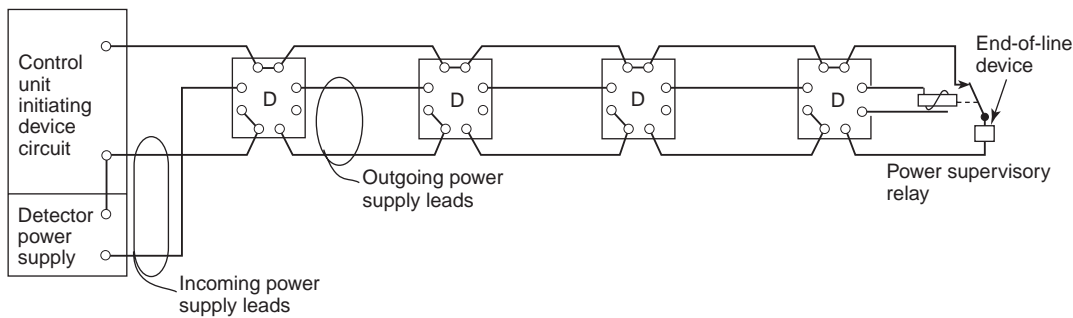 Control
unit
initiating
device
circuit
Detector
power
supply
D
D
D
D
End-of-line
device
Outgoing power
supply leads
Power supervisory
relay
Incoming power
supply leads